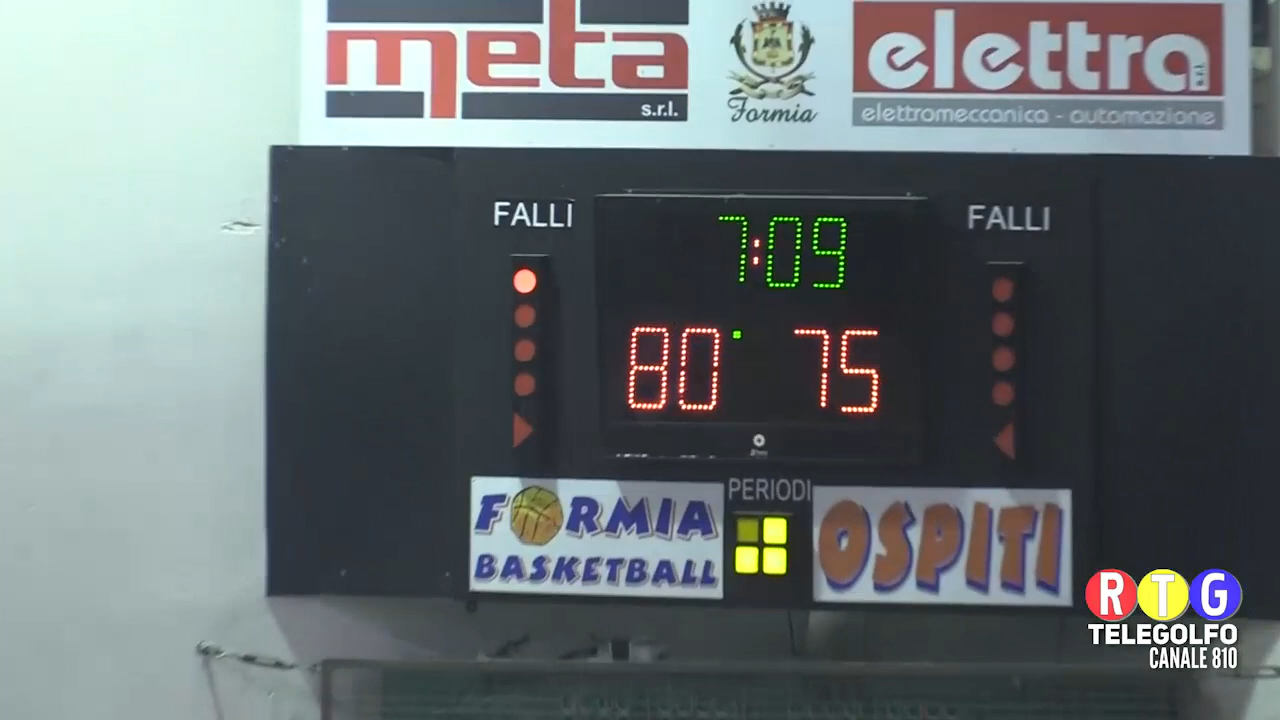 meta
s.r.l.
Formia
elettra
s.r.l.
elettromeccanica - automazione
FALLI
FALLI
7:09
80
75
PERIODI
FORMIA
BASKETBALL
OSPITI
RTG
TELEGOLFO
CANALE 810